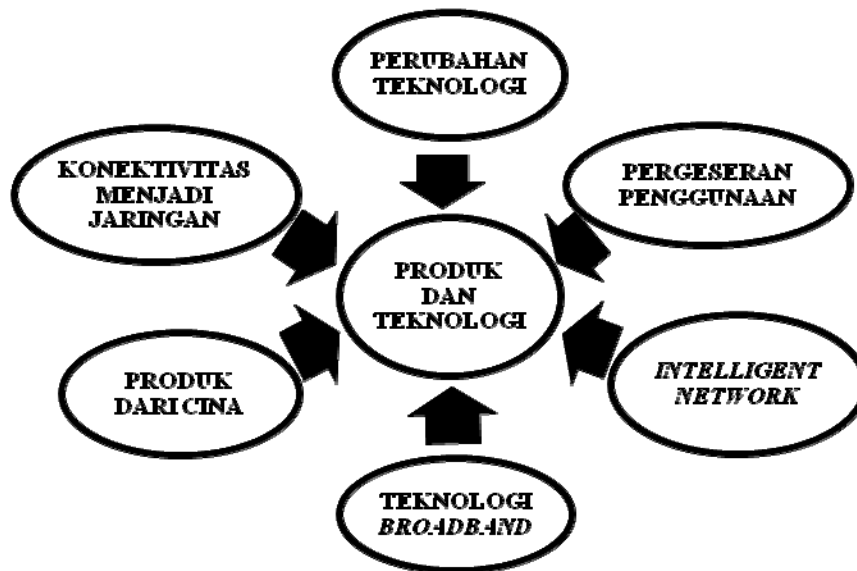 PERUBAHAN
TEKNOLOGI
KONEKTIVITAS
MENJADI
JARINGAN
PERGESERAN
PENGGUNAAN
PRODUK
DAN
TEKNOLOGI
PRODUK
DARI CINA
INTELLIGENT
NETWORK
TEKNOLOGI
BROADBAND